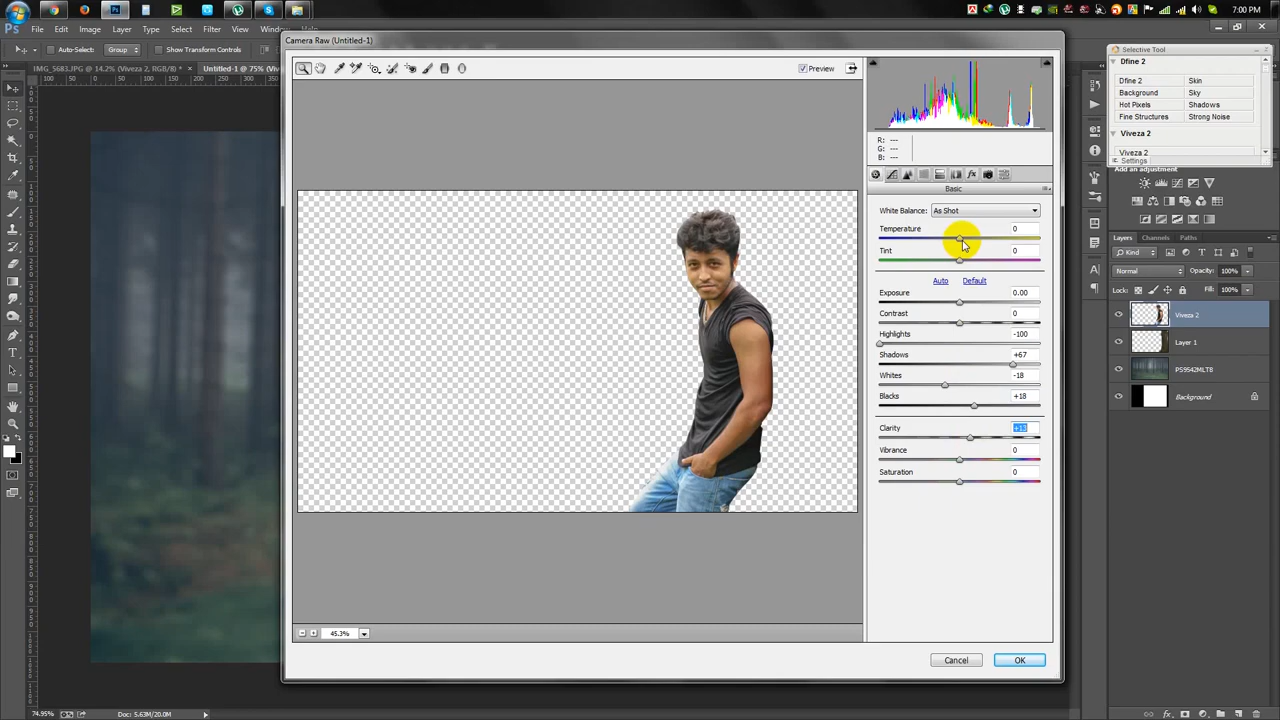 7:00 PM
Ps File Edit Image Layer Type Select Filter
Camera Raw (Untitled-1)
Auto-Select: Group Show Transform Controls
IMG_5683.JPG @ 14.2% (Viveza 2, RGB/8) * × Untitled-1 @ 75% (Viv
Preview
R: ---
G: ---
B: ---
Basic
White Balance: As Shot
Temperature 0
Tint 0
Auto Default
Exposure 0.00
Contrast 0
Highlights -100
Shadows +67
Whites -18
Blacks +18
Clarity +13
Vibrance 0
Saturation 0
45.3%
Cancel OK
Selective Tool
Dfine 2
Dfine 2 Skin
Background Sky
Hot Pixels Shadows
Fine Structures Strong Noise
Viveza 2
Viveza 2
Settings
Add an adjustment
Layers Channels Paths
Kind
Normal Opacity: 100%
Lock: Fill: 100%
Viveza 2
Layer 1
P59542MLTB
Background
74.95% Doc: 5.63M/20.0M